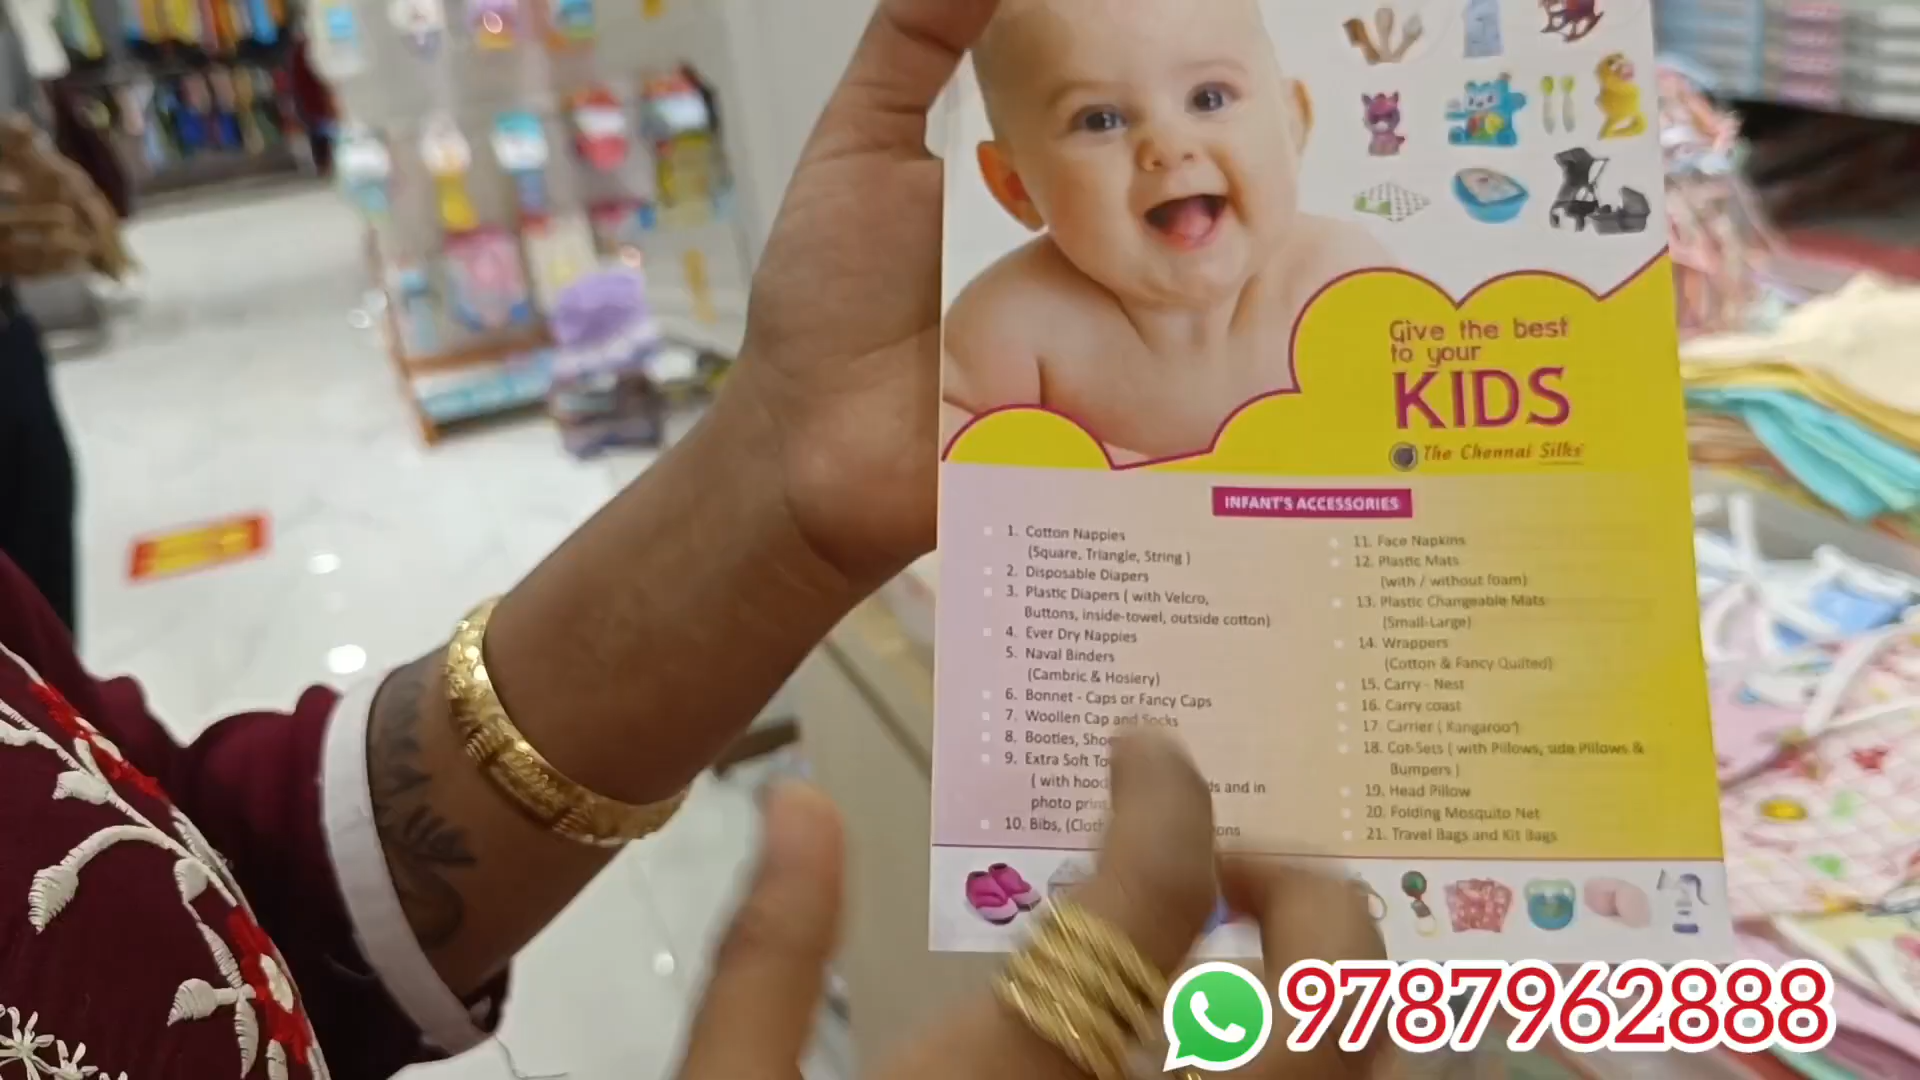 Give the best
to your
KIDS
The Chennai Silks
INFANT'S ACCESSORIES
1. Cotton Nappies
(Square, Triangle, String )
2. Disposable Diapers
3. Plastic Diapers ( with Velcro,
Buttons, inside-towel, outside cotton)
4. Ever Dry Nappies
5. Naval Binders
(Cambric & Hosiery)
6. Bonnet - Caps or Fancy Caps
7. Woollen Cap and Socks
8. Booties,
9. Extra Soft
( with
and in
photo
10. Bibs,
11. Face Napkins
12. Plastic Mats
(with / without foam)
13. Plastic Changeable Mats
(Small-Large)
14. Wrappers
(Cotton & Fancy Quilted)
15. Carry - Nest
16. Carry coast
17. Carrier ( Kangaroo )
18. Cot-Sets ( with Pillows, side Pillows &
Bumpers )
19. Head Pillow
20. Folding Mosquito Net
21. Travel Bags and Kit Bags
9787962888